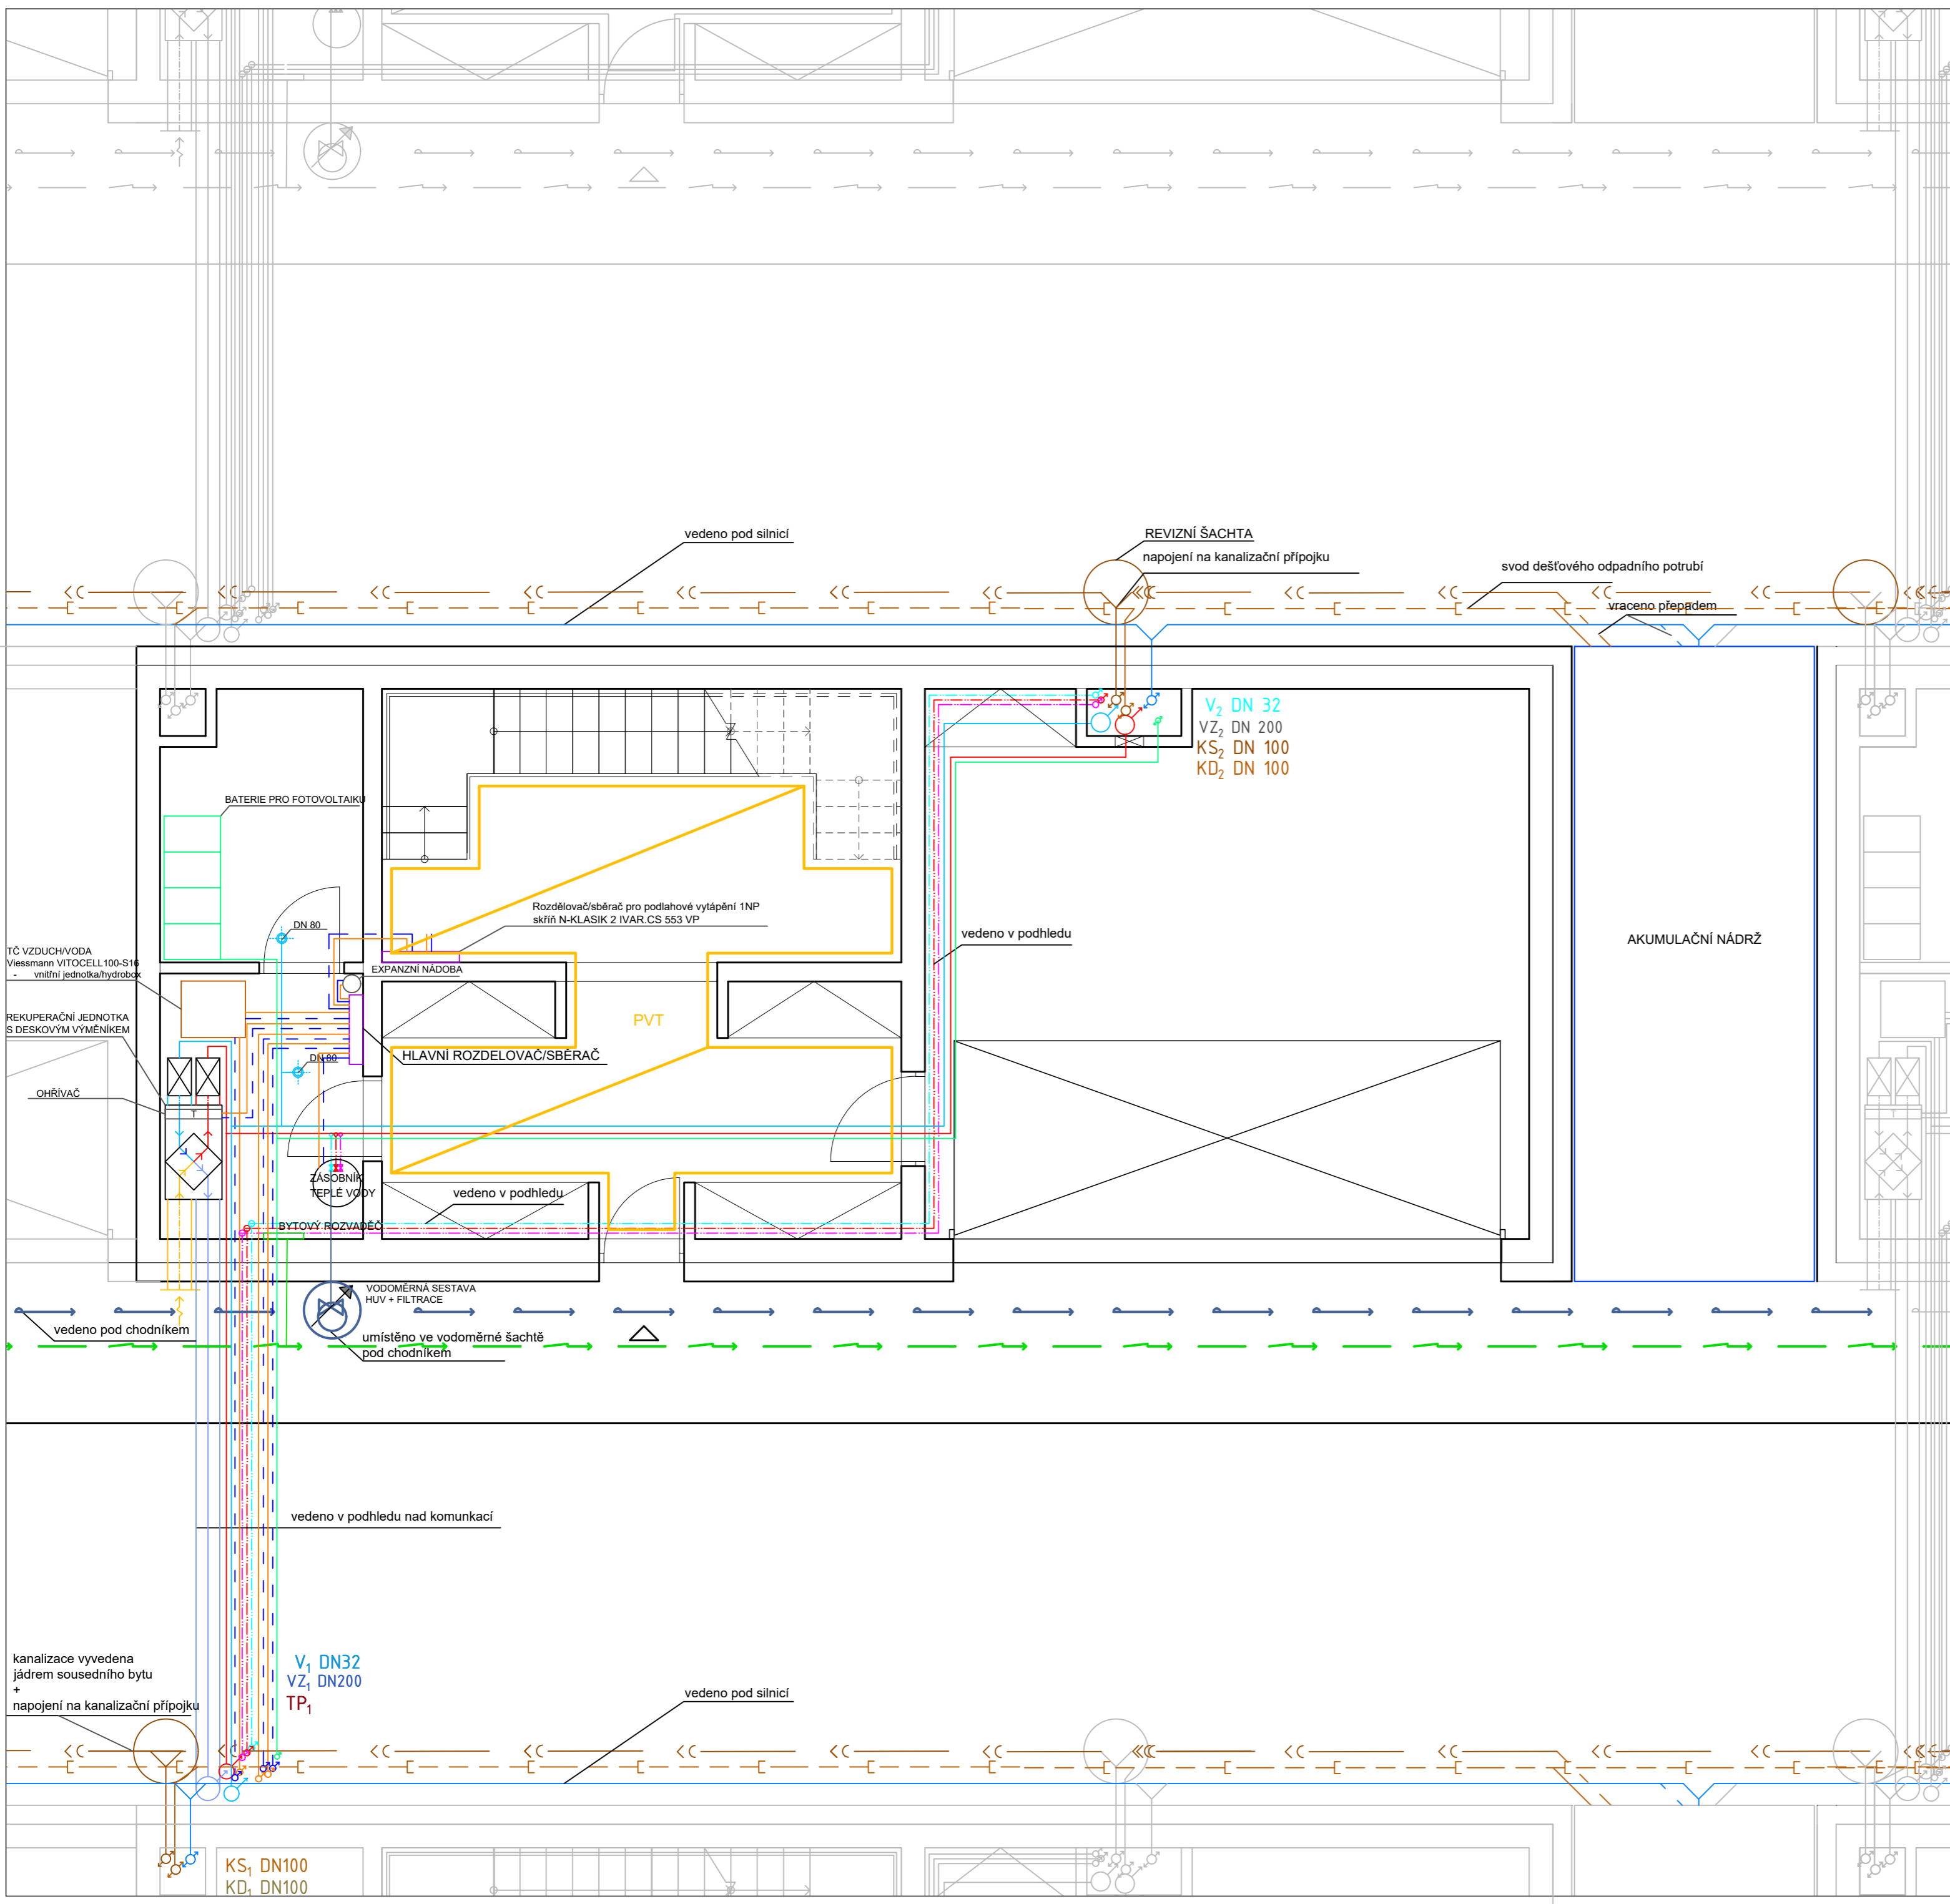 vedeno pod silnicí
REVIZNÍ ŠACHTA
napojení na kanalizační přípojku
svod dešťového odpadního potrubí
vraceno přepadem
V₂ DN 32
VZ₂ DN 200
KS₂ DN 100
KD₂ DN 100
BATERIE PRO FOTOVOLTAIKU
Rozdělovač/sběrač pro podlahové vytápění 1NP
skříň N-KLASIK 2 IVAR.CS 553 VP
DN 80
vedeno v podhledu
AKUMULAČNÍ NÁDRŽ
TČ VZDUCH/VODA
Viessmann VITOCELL100-S16
- vnitřní jednotka/hydrobox
EXPANZNÍ NÁDOBA
REKUPERAČNÍ JEDNOTKA
S DESKOVÝM VÝMĚNÍKEM
PVT
HLAVNÍ ROZDELOVAČ/SBĚRAČ
DN 80
OHŘÍVAČ
T
T
ZÁSOBNÍK
TEPLÉ VODY
vedeno v podhledu
BYTOVÝ ROZVADĚČ
VODOMĚRNÁ SESTAVA
HUV + FILTRACE
vedeno pod chodníkem
umístěno ve vodoměrné šachtě
pod chodníkem
vedeno v podhledu nad komunkací
kanalizace vyvedena
jádrem sousedního bytu
+
napojení na kanalizační přípojku
V₁ DN32
VZ₁ DN200
TP₁
vedeno pod silnicí
KS₁ DN100
KD₁ DN100